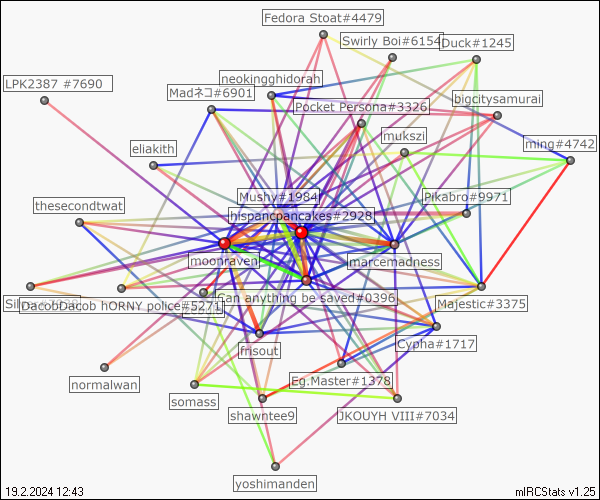 Fedora Stoat#4479
Swirly Boi#6154
Duck#1245
LPK2387 #7690
neokingghidorah
Madネコ#6901
Pocket Persona#3326
bigcitysamurai
mukszi
ming#4742
eliakith
Mushy#1984
Pikabro#9971
thesecondtwat
hispancpancakes#2928
moonraven
marcemadness
Can anything be saved#0396
Majestic#3375
hORNY police#5271
Cypha#1717
frisout
normalwan
Eg.Master#1378
somass
shawntee9
JKOUYH VIII#7034
yoshimanden
19.2.2024 12:43
mIRCStats v1.25